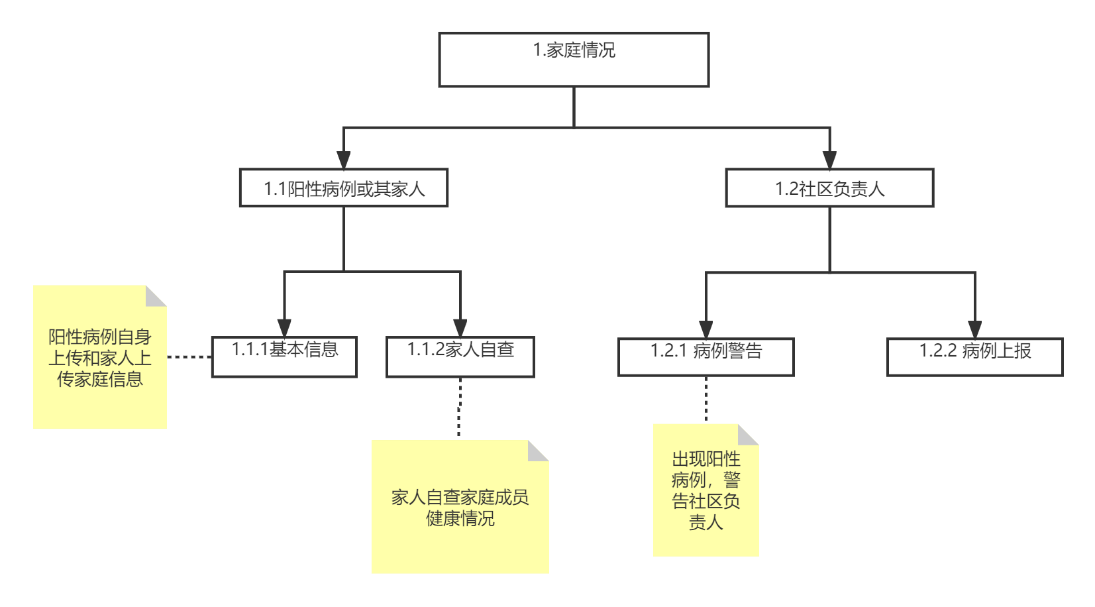 1.家庭情况
1.1阳性病例或其家人
1.2社区负责人
1.1.1基本信息
1.1.2家人自查
1.2.1 病例警告
1.2.2 病例上报
阳性病例自身
上传和家人上
传家庭信息
家人自查家庭成员
健康情况
出现阳性
病例，警
告社区负
责人